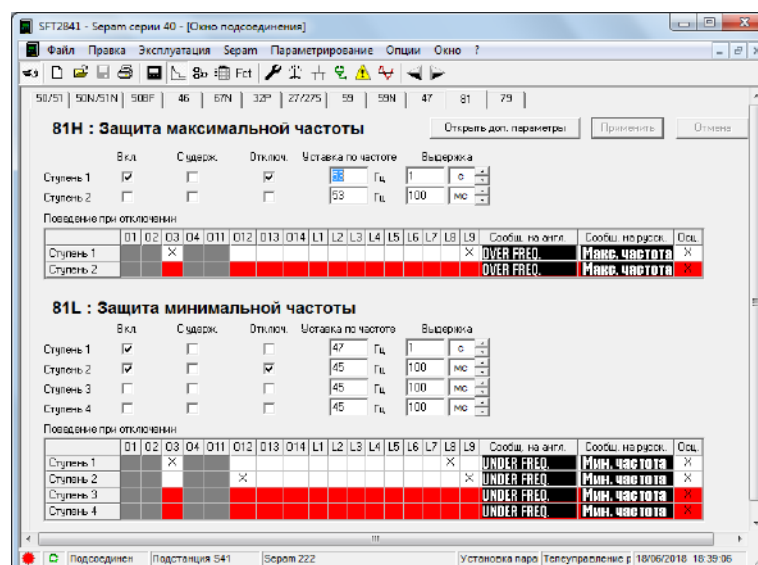 SFT2841 - Sepam серии 40 - [Окно подсоединения]
Файл Правка Эксплуатация Sepam Параметрирование Опции Окно ?
Fct
50/51 50N/51N 50BF 46 67N 32P 27/27S 59 59N 47 81 79
81H : Защита максимальной частоты
Открыть доп. параметры Применить Отмена
Вкл. С удерж. Отключ. Уставка по частоте Выдержка
Ступень 1 53 Гц 1 с
Ступень 2 53 Гц 100 мс
Поведение при отключении
O1 O2 O3 O4 O11 O12 O13 O14 L1 L2 L3 L4 L5 L6 L7 L8 L9 Сообщ. на англ. Сообщ. на русск. Осц.
Ступень 1 X X OVER FREQ. Макс. частота X
Ступень 2 OVER FREQ. Макс. частота X
81L : Защита минимальной частоты
Вкл. С удерж. Отключ. Уставка по частоте Выдержка
Ступень 1 47 Гц 1 с
Ступень 2 45 Гц 100 мс
Ступень 3 45 Гц 100 мс
Ступень 4 45 Гц 100 мс
Поведение при отключении
O1 O2 O3 O4 O11 O12 O13 O14 L1 L2 L3 L4 L5 L6 L7 L8 L9 Сообщ. на англ. Сообщ. на русск. Осц.
Ступень 1 X X UNDER FREQ. Мин. частота X
Ступень 2 X X UNDER FREQ. Мин. частота X
Ступень 3 UNDER FREQ. Мин. частота X
Ступень 4 UNDER FREQ. Мин. частота X
Подсоединен Подстанция S41 Sepam 222 Установка пара Телеуправление р 18/06/2018 18:39:06